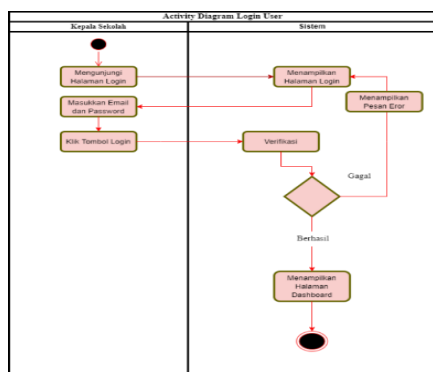 Activity Diagram Login User
Kepala Sekolah
Sistem
Mengunjungi
Halaman Login
Menampilkan
Halaman Login
Masukkan Email
dan Password
Menampilkan
Pesan Eror
Klik Tombol Login
Verifikasi
Gagal
Berhasil
Menampilkan
Halaman
Dashboard